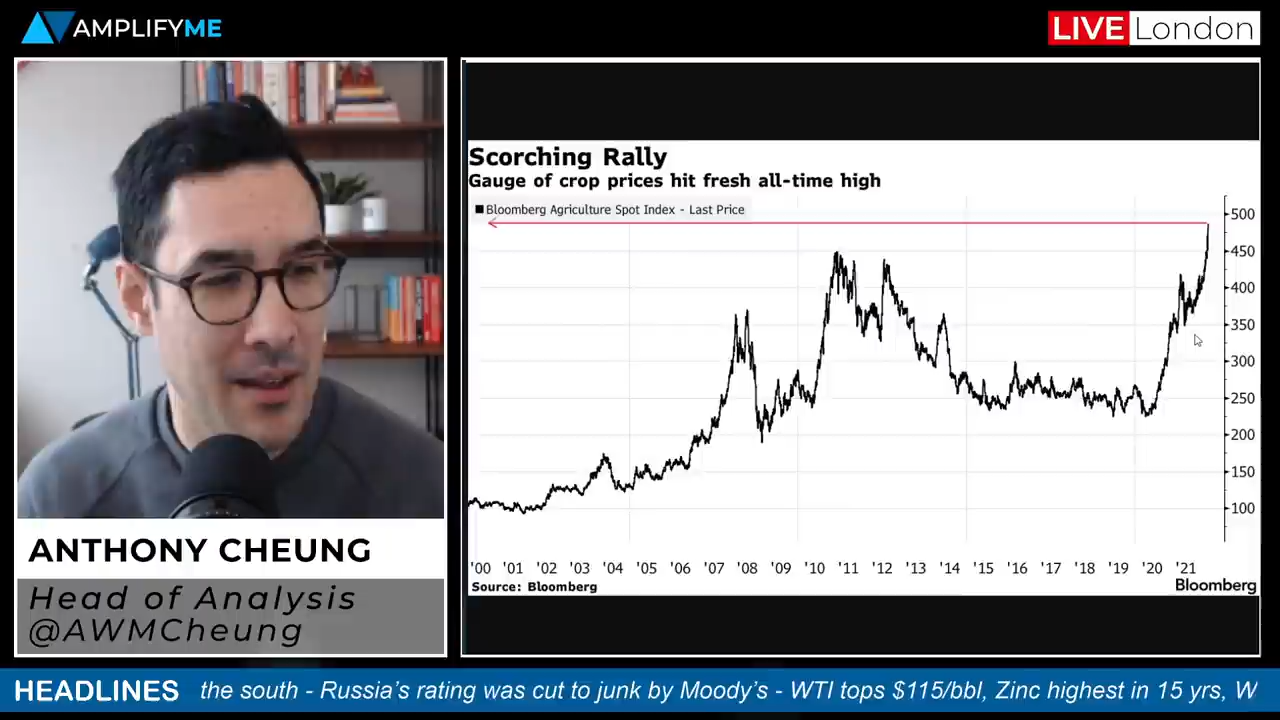 AMPLIFYME
LIVE London
Scorching Rally
Gauge of crop prices hit fresh all-time high
Bloomberg Agriculture Spot Index - Last Price
500
450
400
350
300
250
200
150
100
'00 '01 '02 '03 '04 '05 '06 '07 '08 '09 '10 '11 '12 '13 '14 '15 '16 '17 '18 '19 '20 '21
Source: Bloomberg
Bloomberg
ANTHONY CHEUNG
Head of Analysis
@AWMCheung
HEADLINES the south - Russia's rating was cut to junk by Moody's - WTI tops $115/bbl, Zinc highest in 15 yrs, W